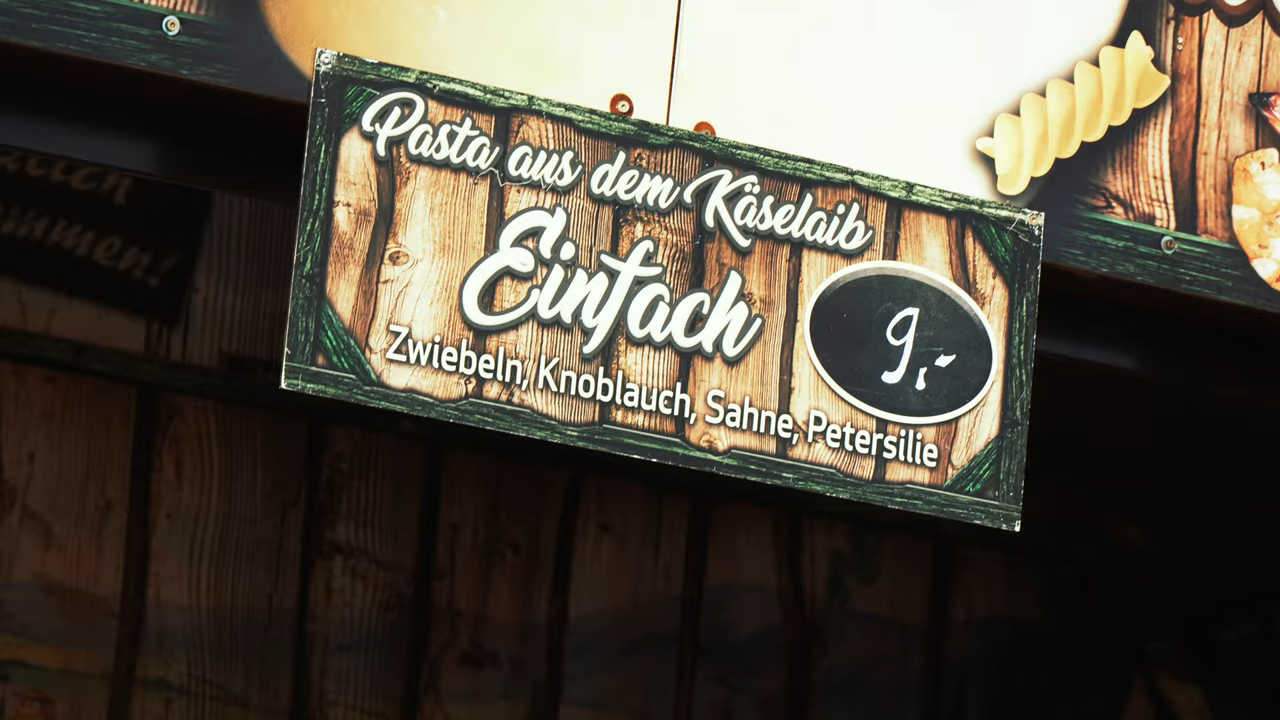 Pasta aus dem Käselaib
Einfach
9,-
Zwiebeln, Knoblauch, Sahne, Petersilie